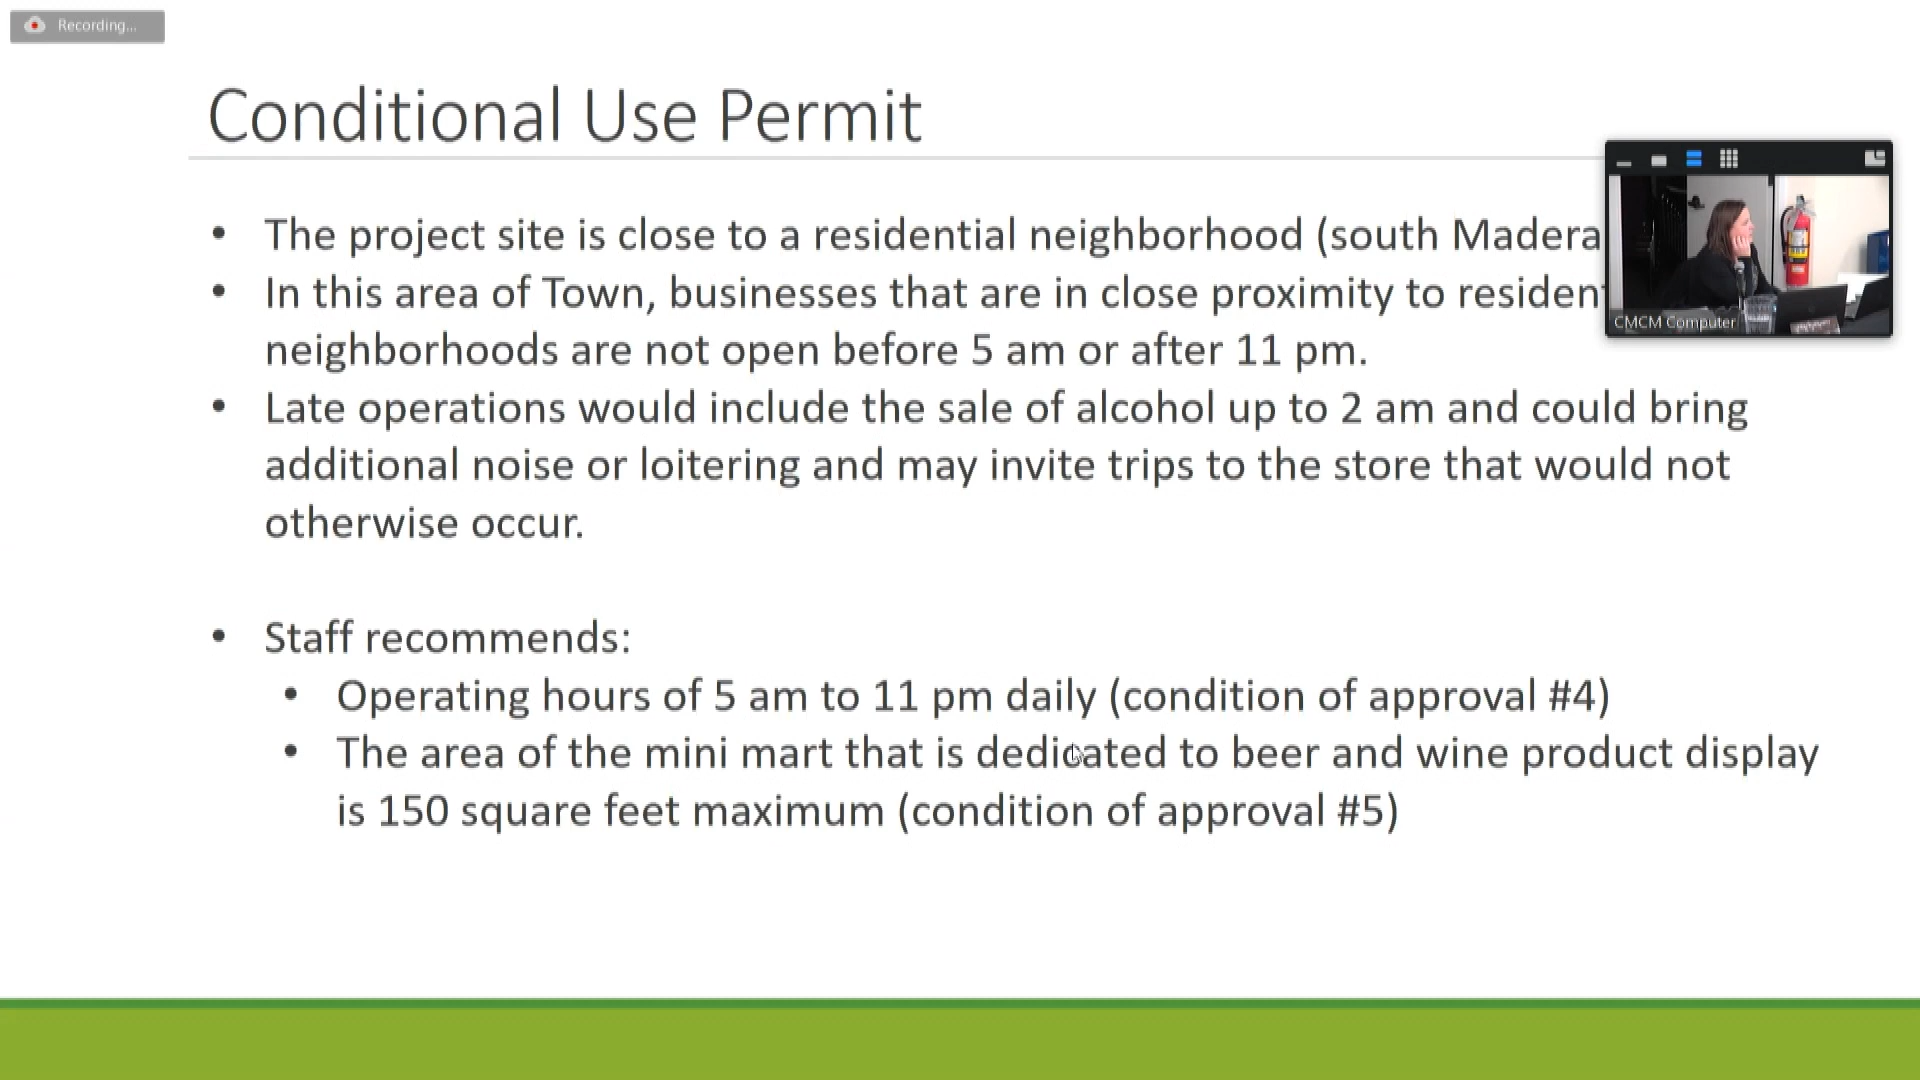 Recording...
Conditional Use Permit
• The project site is close to a residential neighborhood (south Madera
• In this area of Town, businesses that are in close proximity to
neighborhoods are not open before 5 am or after 11 pm.
• Late operations would include the sale of alcohol up to 2 am and could bring
additional noise or loitering and may invite trips to the store that would not
otherwise occur.
• Staff recommends:
• Operating hours of 5 am to 11 pm daily (condition of approval #4)
• The area of the mini mart that is dedicated to beer and wine product display
is 150 square feet maximum (condition of approval #5)
CMCM Computer